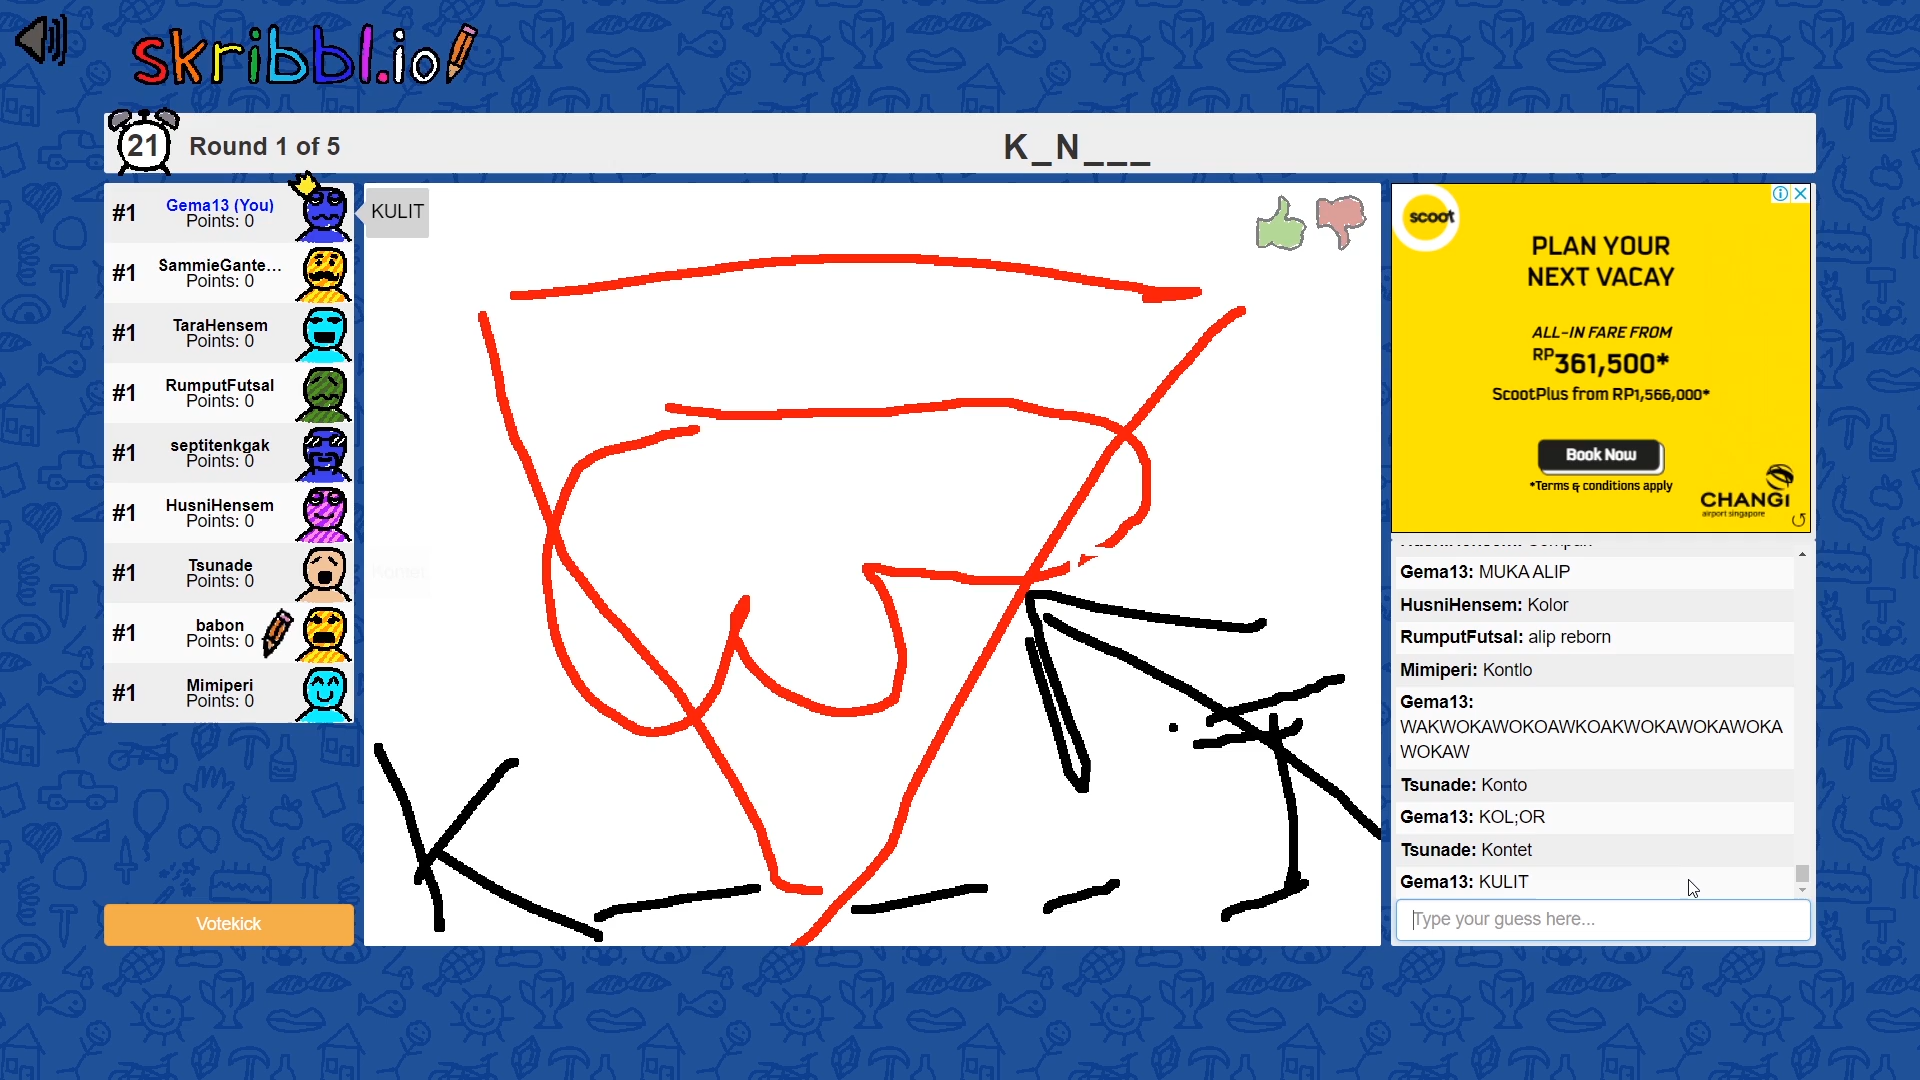 skribbl.io
21
Round 1 of 5
K_N___
#1
Gema13 (You)
Points: 0
#1
SammieGante...
Points: 0
#1
TaraHensem
Points: 0
#1
RumputFutsal
Points: 0
#1
septitenkgak
Points: 0
#1
HusniHensem
Points: 0
#1
Tsunade
Points: 0
#1
babon
Points: 0
#1
Mimiperi
Points: 0
Votekick
KULIT
K _ _ _ I
scoot
PLAN YOUR
NEXT VACAY
ALL-IN FARE FROM
RP361,500*
ScootPlus from RP1,566,000*
Book Now
*Terms & conditions apply
CHANGI
airport singapore
Gema13: MUKA ALIP
HusniHensem: Kolor
RumputFutsal: alip reborn
Mimiperi: Kontlo
Gema13:
WAKWOKAWOKOAWKOAKWOKAWOKAWOKA
WOKAW
Tsunade: Konto
Gema13: KOL;OR
Tsunade: Kontet
Gema13: KULIT
Type your guess here...